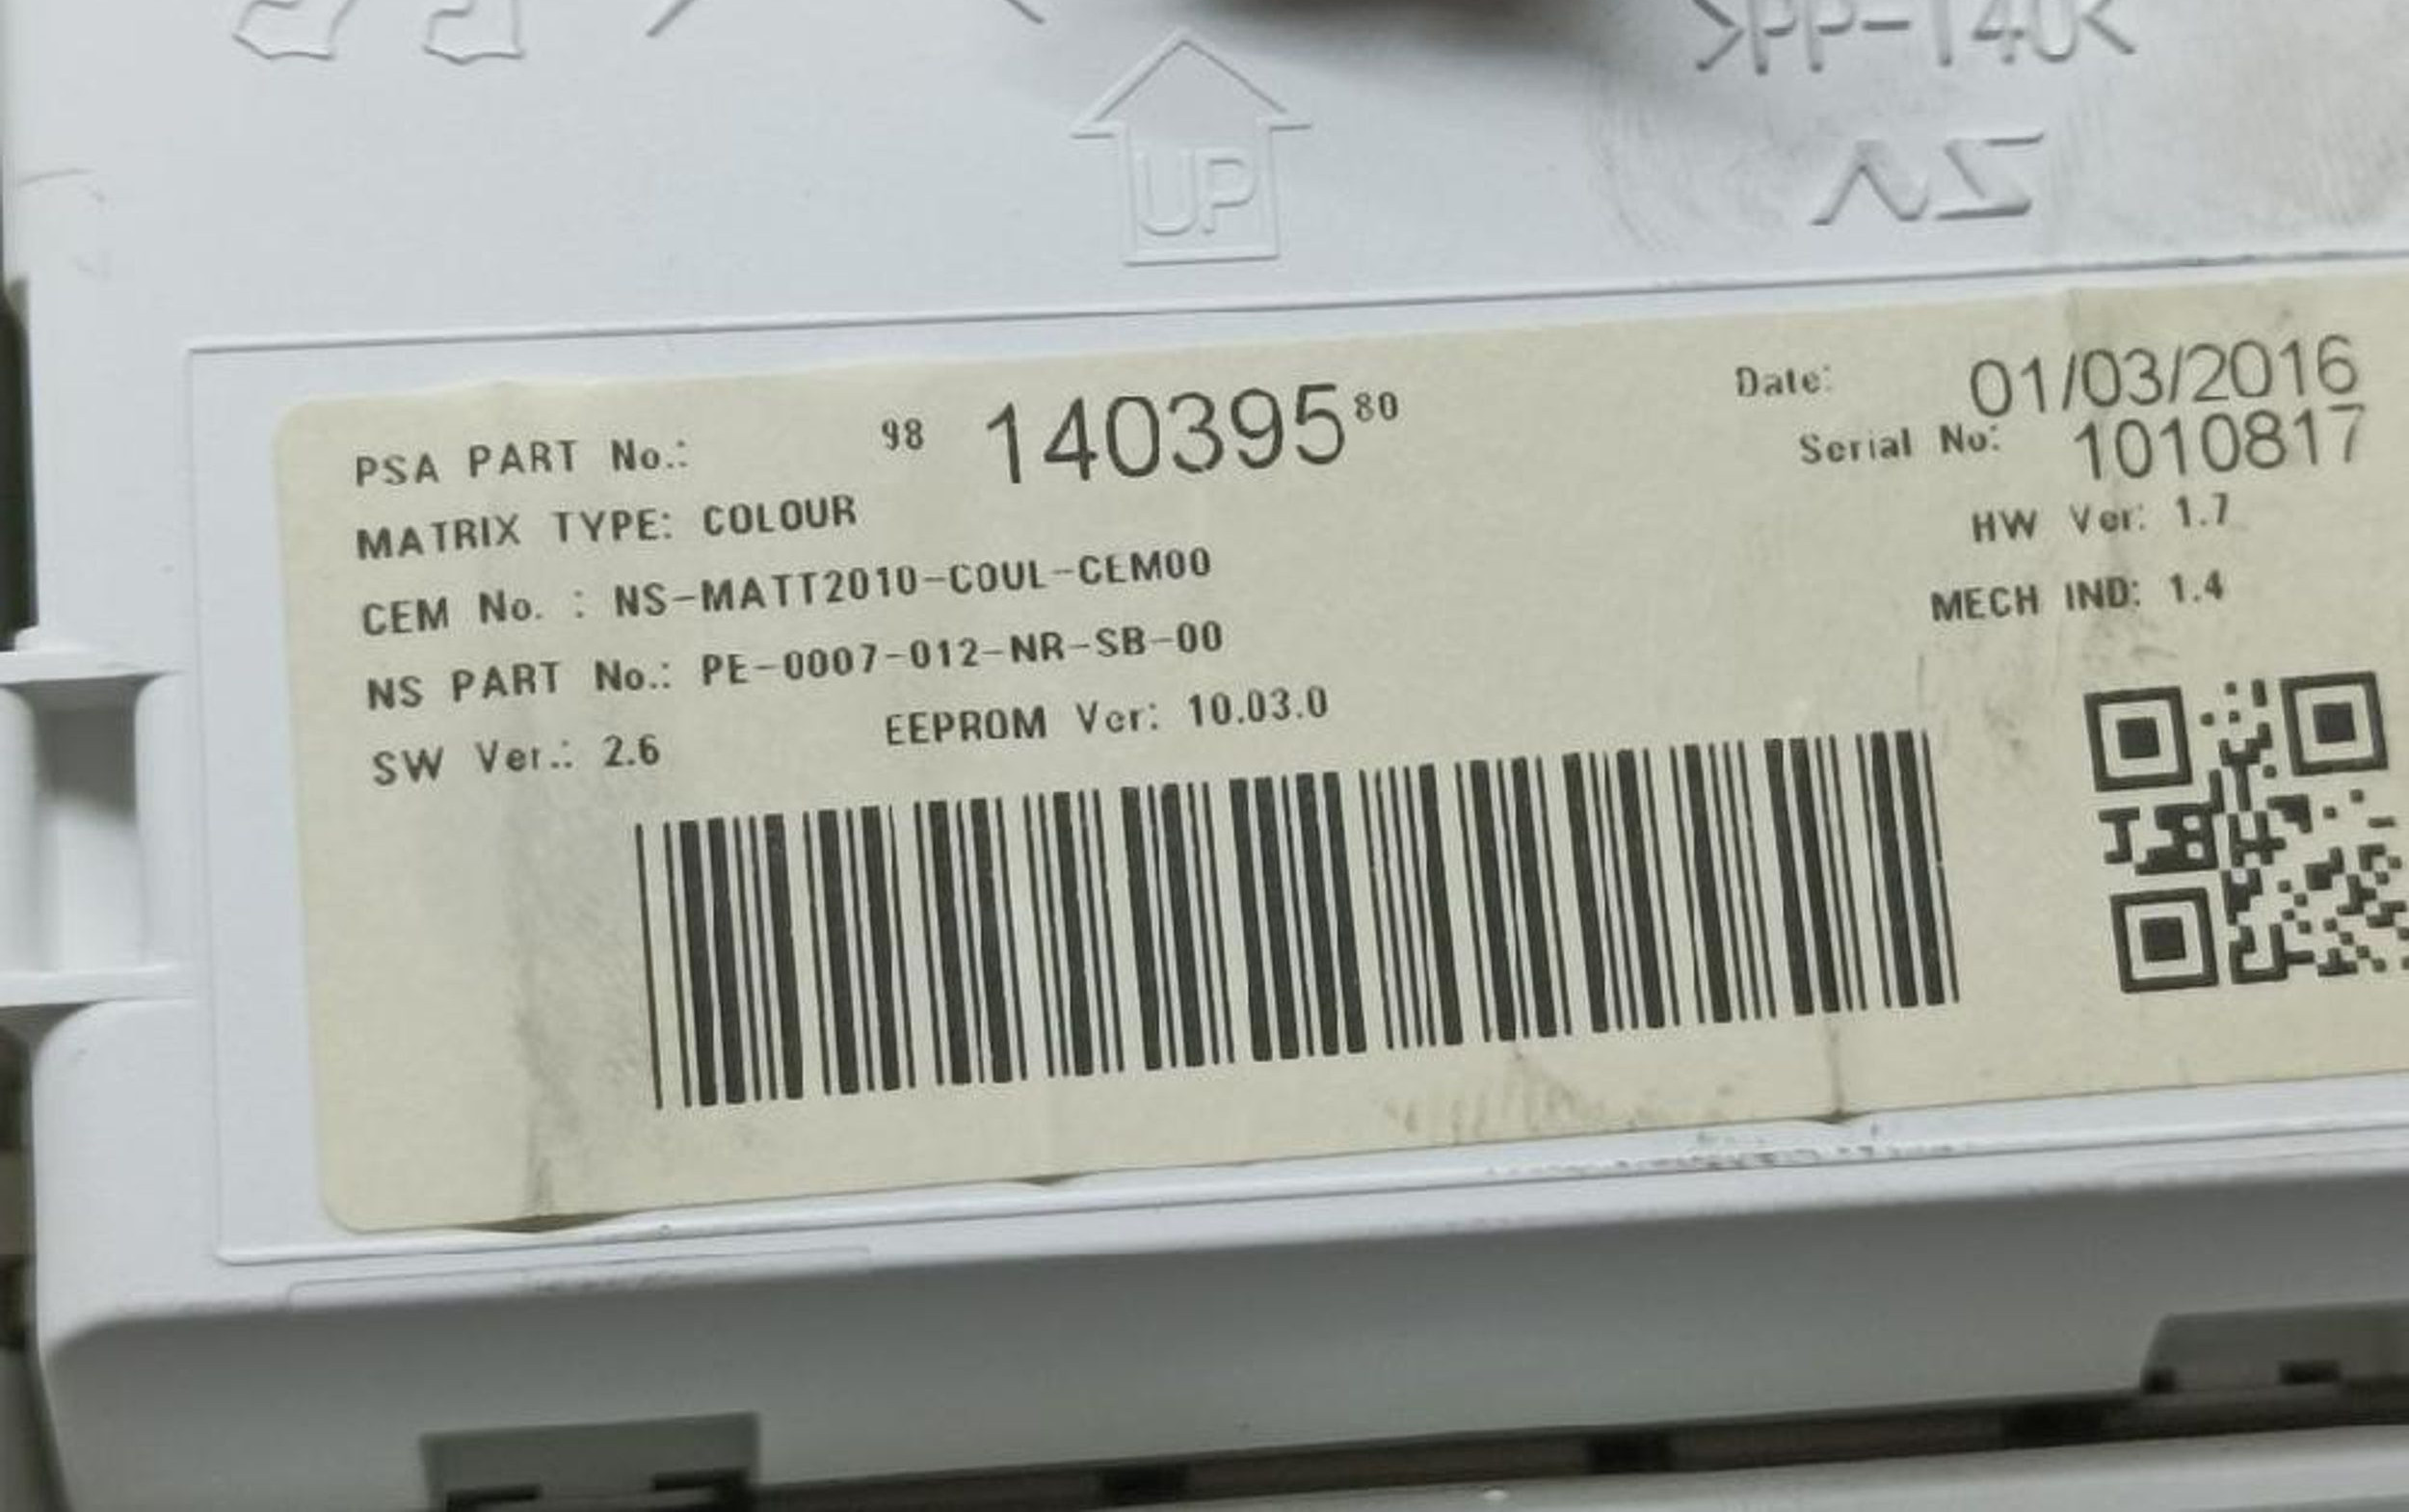 >PP-T40<
UP
NS
PSA PART No.: 98 140395 80
Date: 01/03/2016
Serial No: 1010817
MATRIX TYPE: COLOUR
HW Ver: 1.7
CEM No. : NS-MATT2010-COUL-CEM00
MECH IND: 1.4
NS PART No.: PE-0007-012-NR-SB-00
SW Ver.: 2.6 EEPROM Ver: 10.03.0